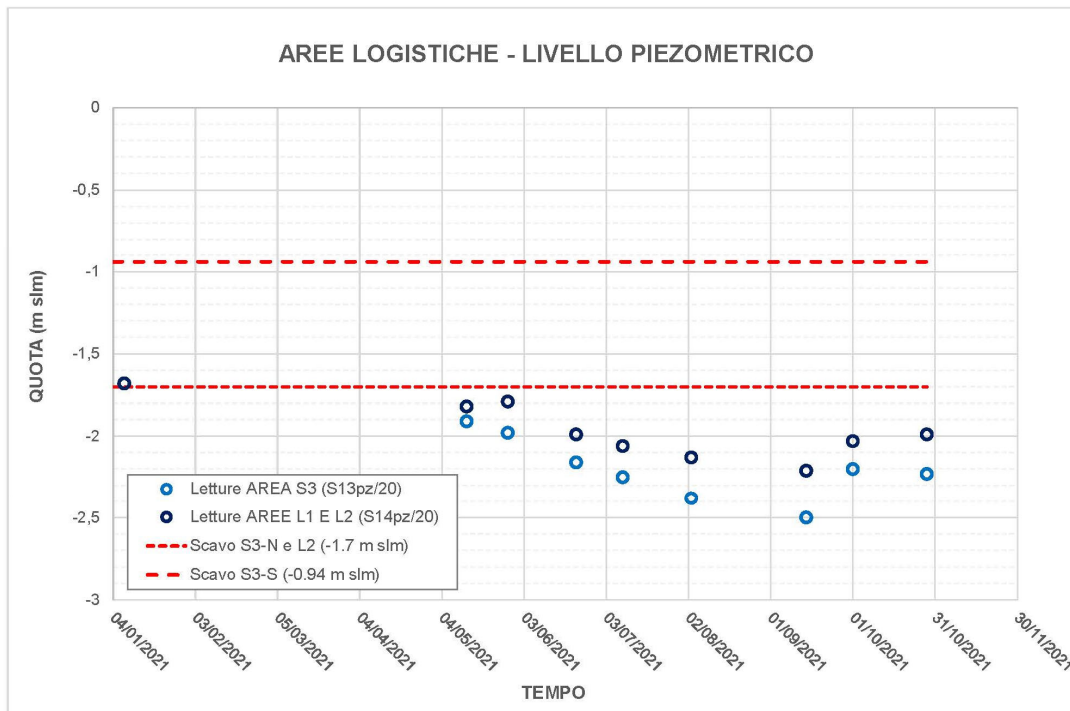 AREE LOGISTICHE - LIVELLO PIEZOMETRICO
0
-0,5
-1
-1,5
-2
-2,5
-3
QUOTA (m slm)
Letture AREA S3 (S13pz/20)
Letture AREE L1 E L2 (S14pz/20)
Scavo S3-N e L2 (-1.7 m slm)
Scavo S3-S (-0.94 m slm)
04/01/2021
03/02/2021
05/03/2021
04/04/2021
04/05/2021
03/06/2021
03/07/2021
02/08/2021
01/09/2021
01/10/2021
31/10/2021
30/11/2021
TEMPO